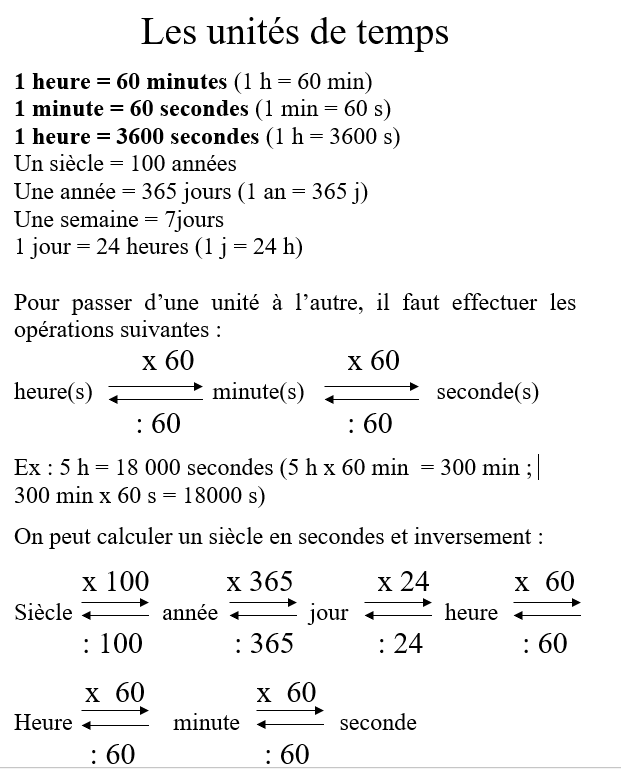 Les unités de temps
1 heure = 60 minutes (1 h = 60 min)
1 minute = 60 secondes (1 min = 60 s)
1 heure = 3600 secondes (1 h = 3600 s)
Un siècle = 100 années
Une année = 365 jours (1 an = 365 j)
Une semaine = 7jours
1 jour = 24 heures (1 j = 24 h)
Pour passer d’une unité à l’autre, il faut effectuer les
opérations suivantes :
x 60 x 60
heure(s) minute(s) seconde(s)
: 60 : 60
Ex : 5 h = 18 000 secondes (5 h x 60 min = 300 min ;
300 min x 60 s = 18000 s)
On peut calculer un siècle en secondes et inversement :
x 100 x 365 x 24 x 60
Siècle année jour heure
: 100 : 365 : 24 : 60
x 60 x 60
Heure minute seconde
: 60 : 60